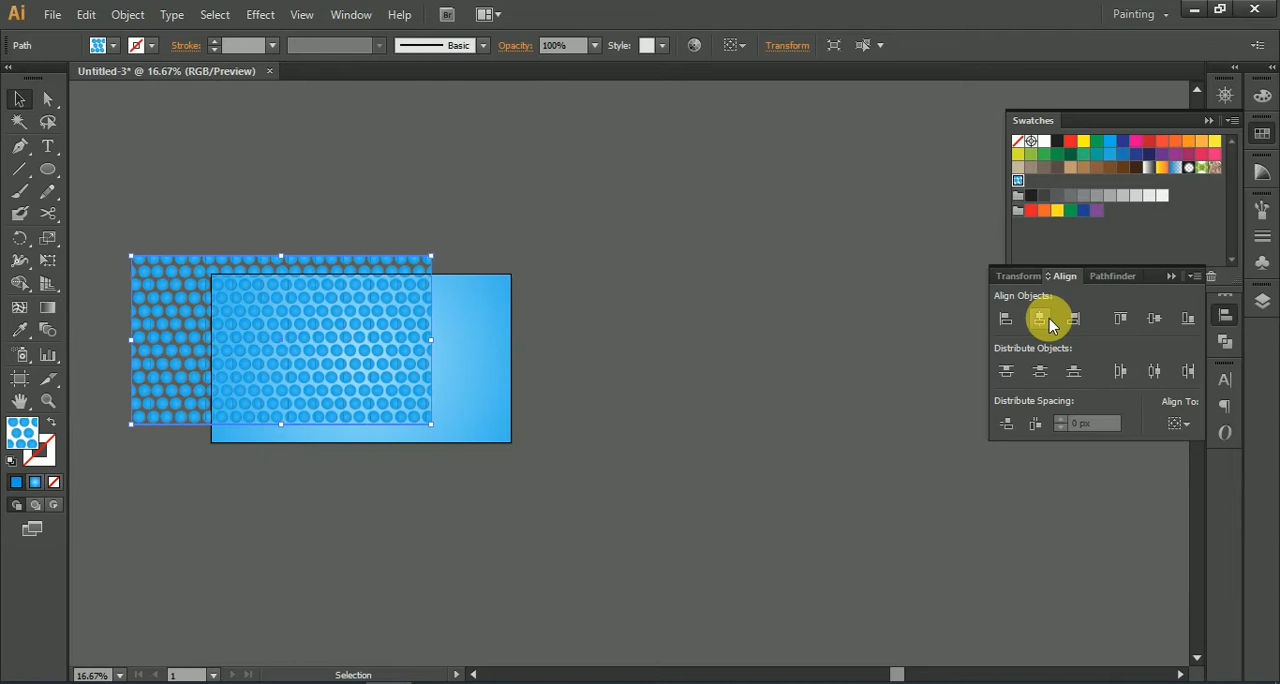 Ai File Edit Object Type Select Effect View Window Help Br Painting
Path Stroke: Basic Opacity: 100% Style: Transform
Untitled-3* @ 16.67% (RGB/Preview) ×
Swatches
Transform Align Pathfinder
Align Objects:
Distribute Objects:
Distribute Spacing: Align To:
0 px
16.67% 1 Selection